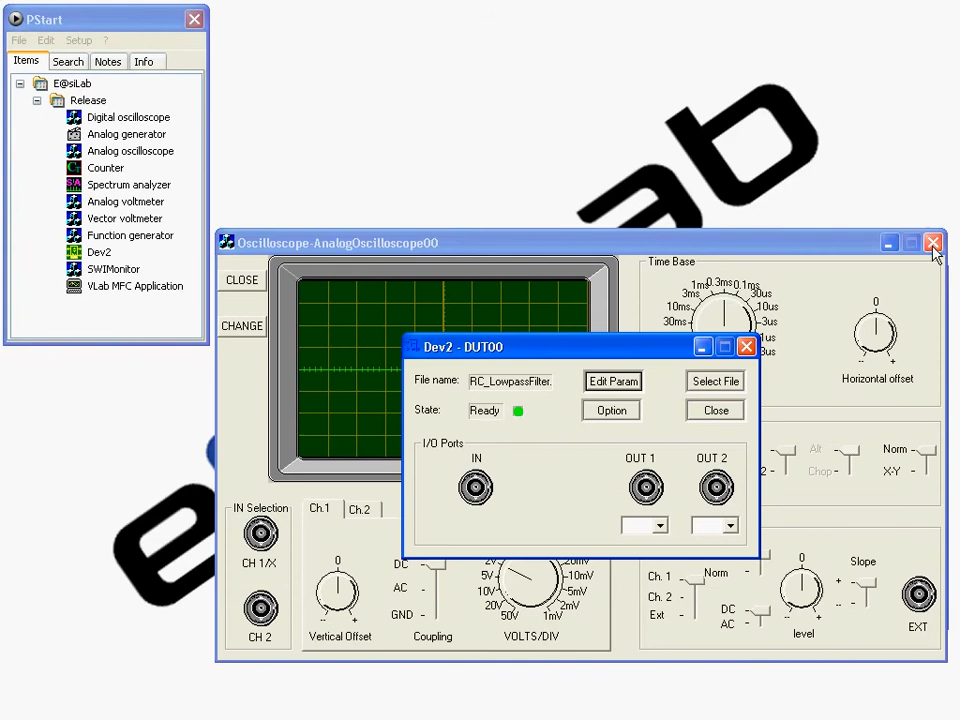 PStart
File Edit Setup ?
Items Search Notes Info
E@siLab
Release
Digital oscilloscope
Analog generator
Analog oscilloscope
Counter
Spectrum analyzer
Analog voltmeter
Vector voltmeter
Function generator
Dev2
SWIMonitor
VLab MFC Application
Oscilloscope-AnalogOscilloscope00
CLOSE
CHANGE
Time Base
1ms 0.3ms 0.1ms
3ms 30us
10ms 10us
30ms 3us
1us
0
- +
Horizontal offset
Dev2 - DUT00
File name: RC_LowpassFilter. Edit Param Select File
State: Ready Option Close
I/O Ports
IN OUT 1 OUT 2
Alt Norm
Chop X-Y
IN Selection
CH 1/X
CH 2
Ch.1 Ch.2
0
-- +
Vertical Offset
DC
AC
GND
Coupling
2V 20mV
5V 10mV
10V 5mV
20V 2mV
50V 1mV
VOLTS/DIV
Ch. 1 Norm
Ch. 2
Ext
DC
AC
0
-- +
level
Slope
+
--
EXT